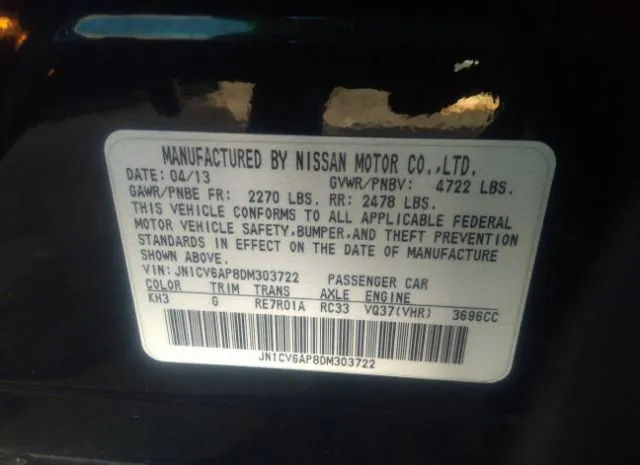 MANUFACTURED BY NISSAN MOTOR CO.,LTD.
DATE: 04/13 GVWR/PNBV: 4722 LBS.
GAWR/PNBE FR: 2270 LBS. RR: 2478 LBS.
THIS VEHICLE CONFORMS TO ALL APPLICABLE FEDERAL
MOTOR VEHICLE SAFETY,BUMPER,AND THEFT PREVENTION
STANDARDS IN EFFECT ON THE DATE OF MANUFACTURE
SHOWN ABOVE.
VIN: JN1CV6AP8DM303722 PASSENGER CAR
COLOR TRIM TRANS AXLE ENGINE
KH3 G RE7R01A RC33 VQ37(VHR) 3696CC
JN1CV6AP8DM303722